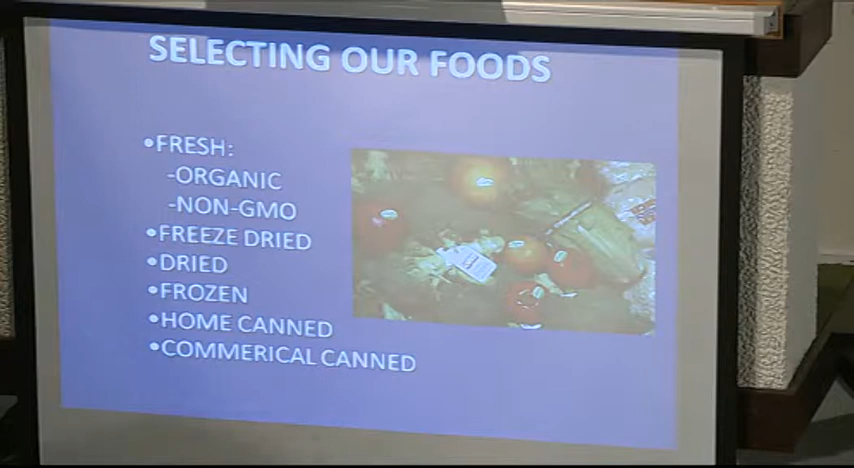 SELECTING OUR FOODS
•FRESH:
-ORGANIC
-NON-GMO
•FREEZE DRIED
•DRIED
•FROZEN
•HOME CANNED
•COMMERICAL CANNED